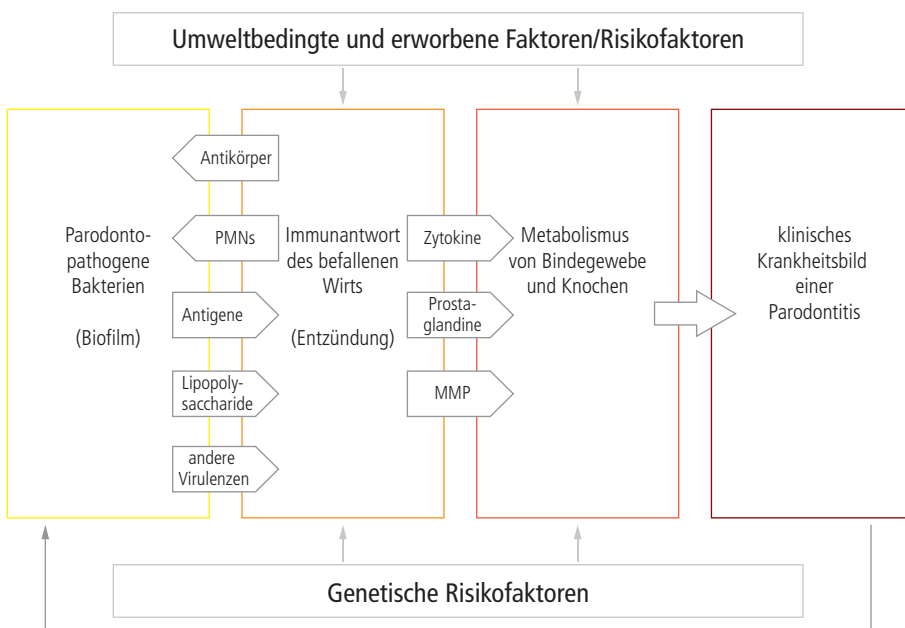 Umweltbedingte und erworbene Faktoren/Risikofaktoren
Parodonto-
pathogene
Bakterien
(Biofilm)
Antikörper
PMNs
Antigene
Lipopoly-
saccharide
andere
Virulenzen
Immunantwort
des befallenen
Wirts
(Entzündung)
Zytokine
Prosta-
glandine
MMP
Metabolismus
von Bindegewebe
und Knochen
klinisches
Krankheitsbild
einer
Parodontitis
Genetische Risikofaktoren